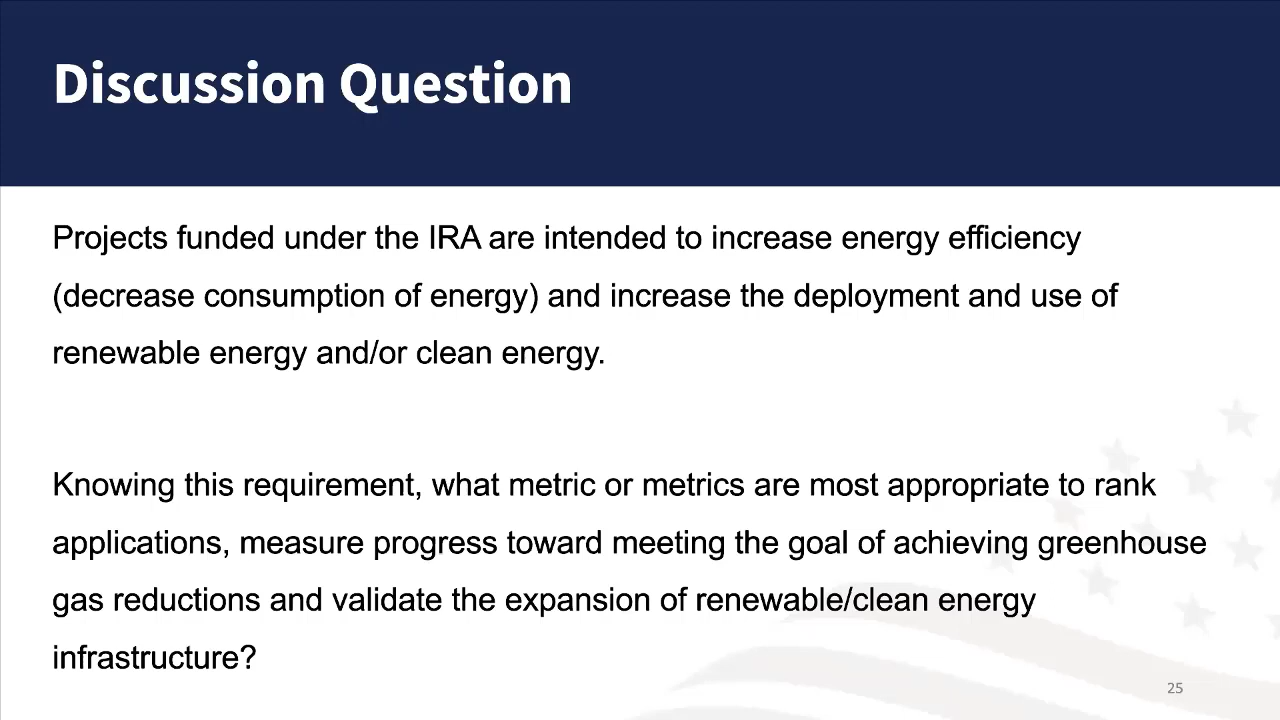 Discussion Question
Projects funded under the IRA are intended to increase energy efficiency
(decrease consumption of energy) and increase the deployment and use of
renewable energy and/or clean energy.
Knowing this requirement, what metric or metrics are most appropriate to rank
applications, measure progress toward meeting the goal of achieving greenhouse
gas reductions and validate the expansion of renewable/clean energy
infrastructure?
25